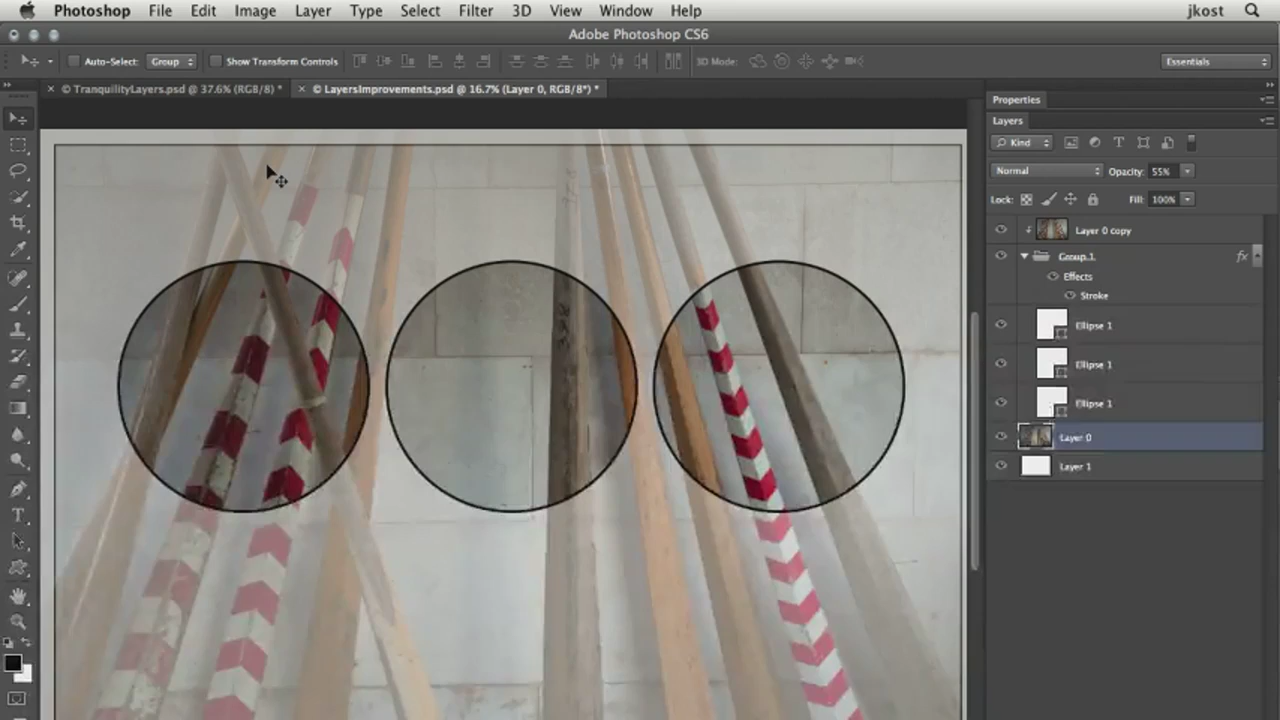 Photoshop File Edit Image Layer Type Select Filter 3D View Window Help jkost
Adobe Photoshop CS6
Auto-Select: Group Show Transform Controls 3D Mode: Essentials
× © TranquilityLayers.psd @ 37.6% (RGB/8) * × © LayersImprovements.psd @ 16.7% (Layer 0, RGB/8*) *
Properties
Layers
Kind
Normal Opacity: 55%
Lock: Fill: 100%
Layer 0 copy
Group 1 fx
Effects
Stroke
Ellipse 1
Ellipse 1
Ellipse 1
Layer 0
Layer 1